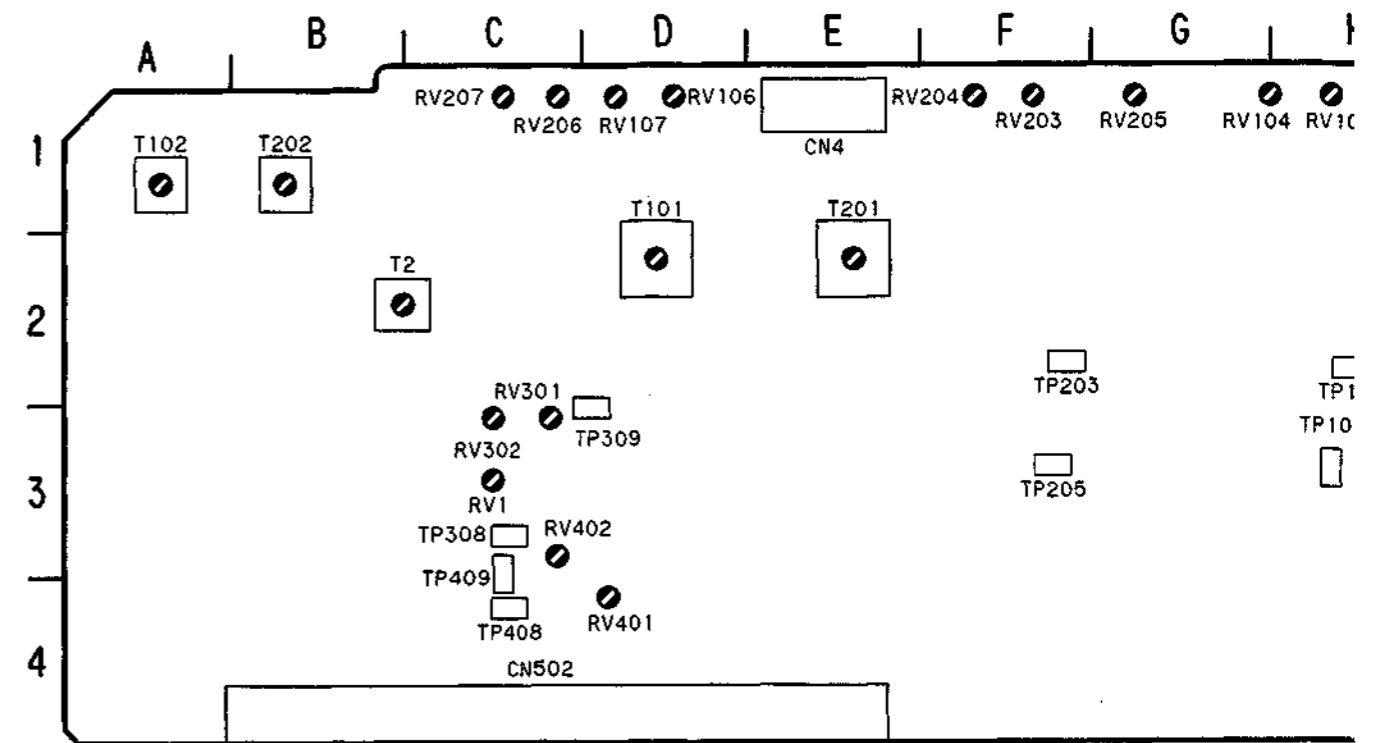 A B C D E F G
RV207 RV106 RV204
RV206 RV107 RV203 RV205 RV104
CN4
1
T102 T202
T101 T201
T2
2
TP203
RV301
TP309
RV302
3
TP205
RV1
TP308 RV402
TP409
RV401
TP408
4
CN502